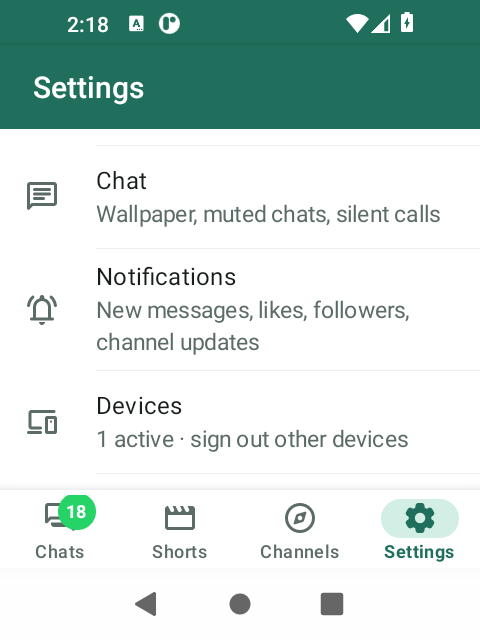 2:18
Settings
Chat
Wallpaper, muted chats, silent calls
Notifications
New messages, likes, followers,
channel updates
Devices
1 active · sign out other devices
18
Chats
Shorts
Channels
Settings